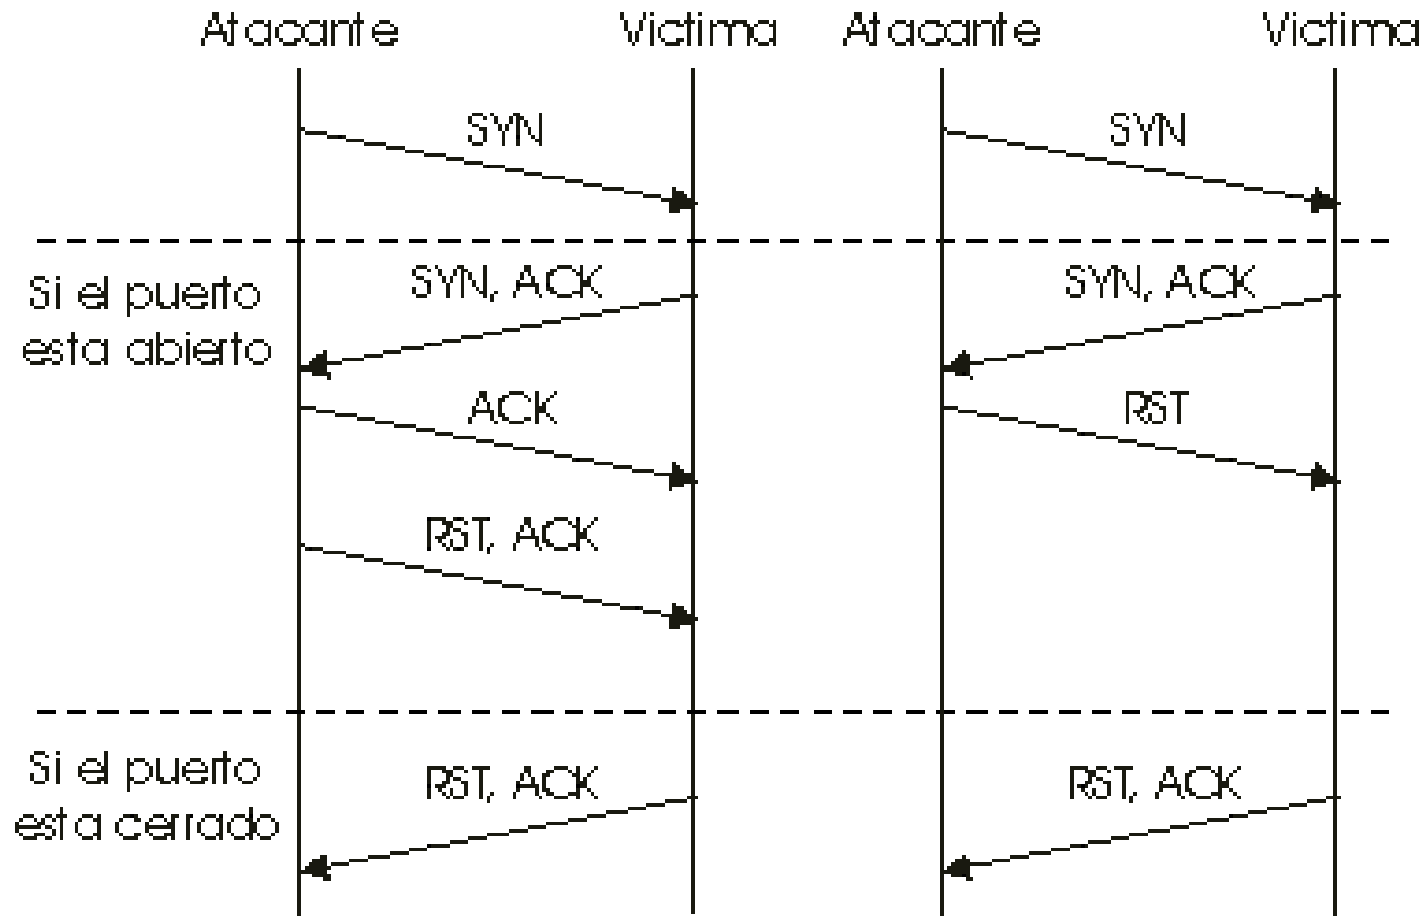 Atacante Victima Atacante Victima
SYN SYN
Si el puerto
esta abierto
SYN, ACK SYN, ACK
ACK RST
RST, ACK
Si el puerto
esta cerrado
RST, ACK RST, ACK